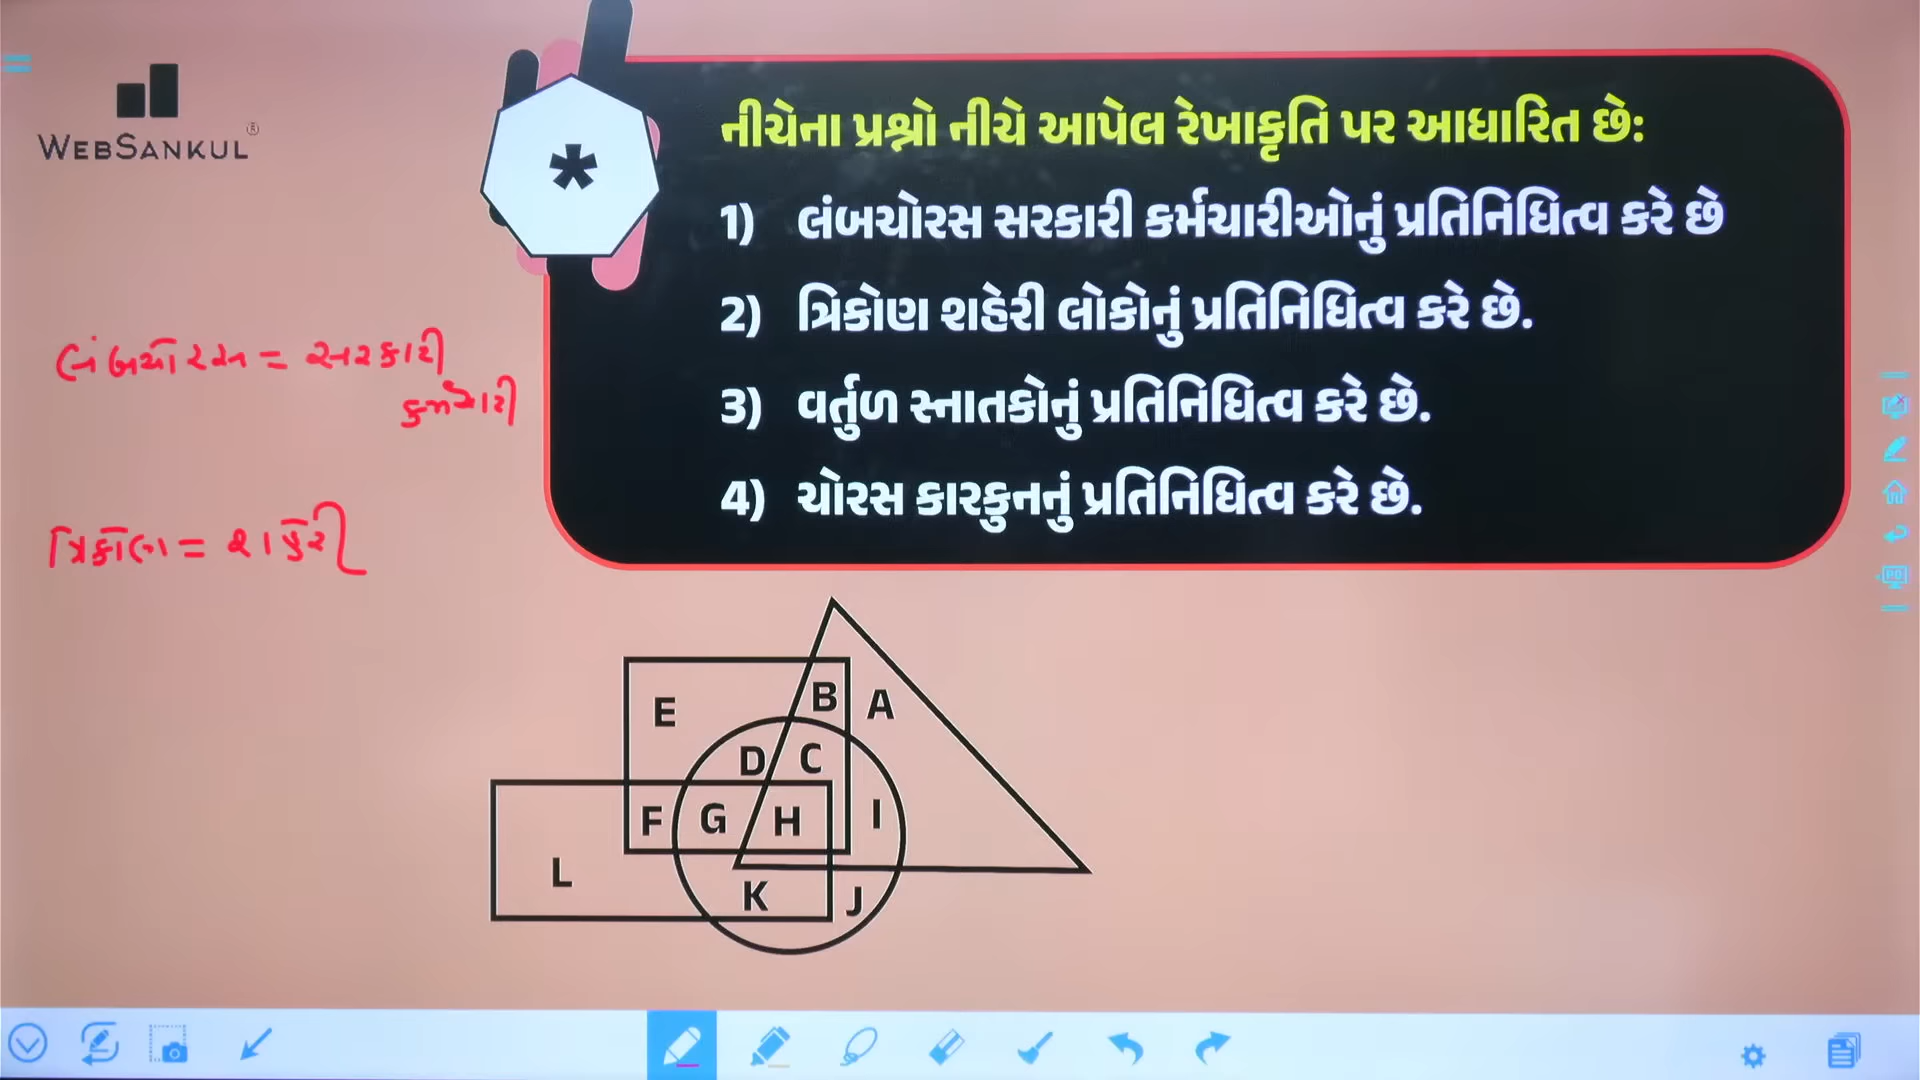 WEBSANKUL®
*
નીચેના પ્રશ્નો નીચે આપેલ રેખાકૃતિ પર આધારિત છે:
1) લંબચોરસ સરકારી કર્મચારીઓનું પ્રતિનિધિત્વ કરે છે
2) ત્રિકોણ શહેરી લોકોનું પ્રતિનિધિત્વ કરે છે.
3) વર્તુળ સ્નાતકોનું પ્રતિનિધિત્વ કરે છે.
4) ચોરસ કારકુનનું પ્રતિનિધિત્વ કરે છે.
લંબચોરસ = સરકારી
કર્મચારી
ત્રિકોણ = શહેરી
E B A
D C
F G H I
L K J
PD